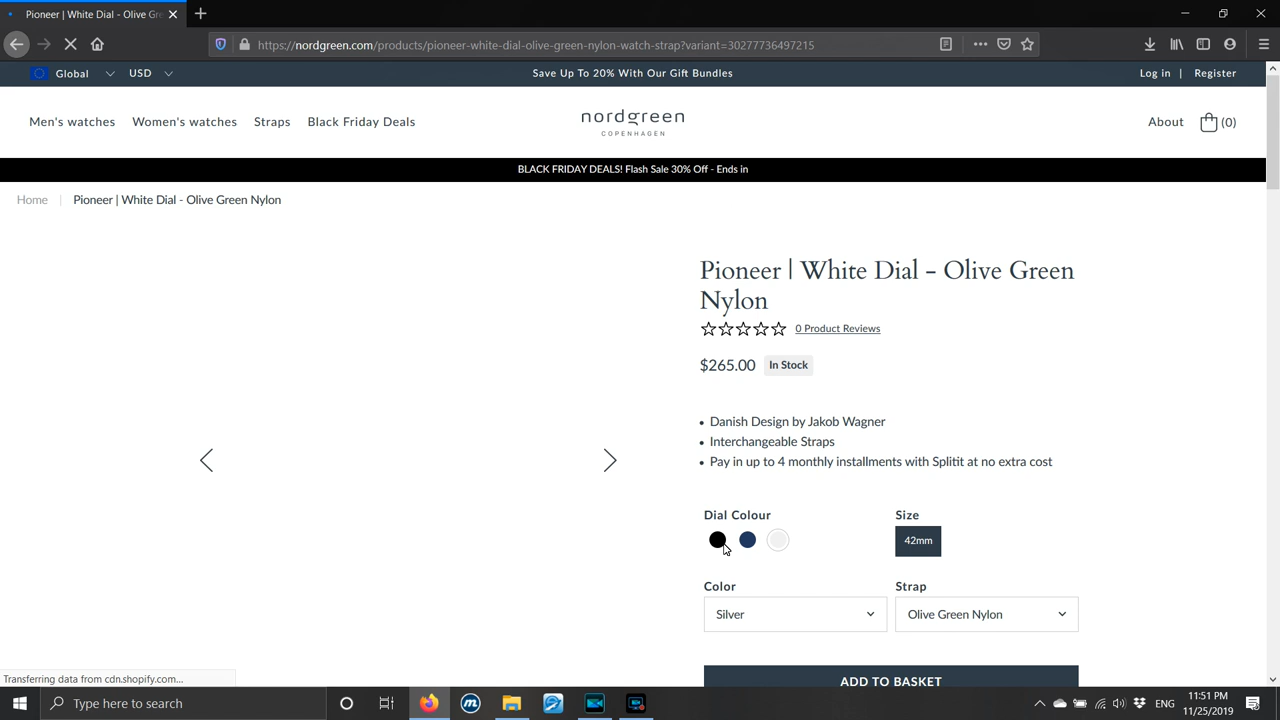 Pioneer | White Dial - Olive Gre
https://nordgreen.com/products/pioneer-white-dial-olive-green-nylon-watch-strap?variant=30277736497215
Global USD Save Up To 20% With Our Gift Bundles Log in | Register
Men's watches Women's watches Straps Black Friday Deals nordgreen About (0)
COPENHAGEN
BLACK FRIDAY DEALS! Flash Sale 30% Off - Ends in
Home | Pioneer | White Dial - Olive Green Nylon
Pioneer | White Dial - Olive Green
Nylon
0 Product Reviews
$265.00 In Stock
• Danish Design by Jakob Wagner
• Interchangeable Straps
• Pay in up to 4 monthly installments with Splitit at no extra cost
Dial Colour Size
42mm
Color Strap
Silver Olive Green Nylon
ADD TO BASKET
Transferring data from cdn.shopify.com...
Type here to search
ENG 11:51 PM
11/25/2019